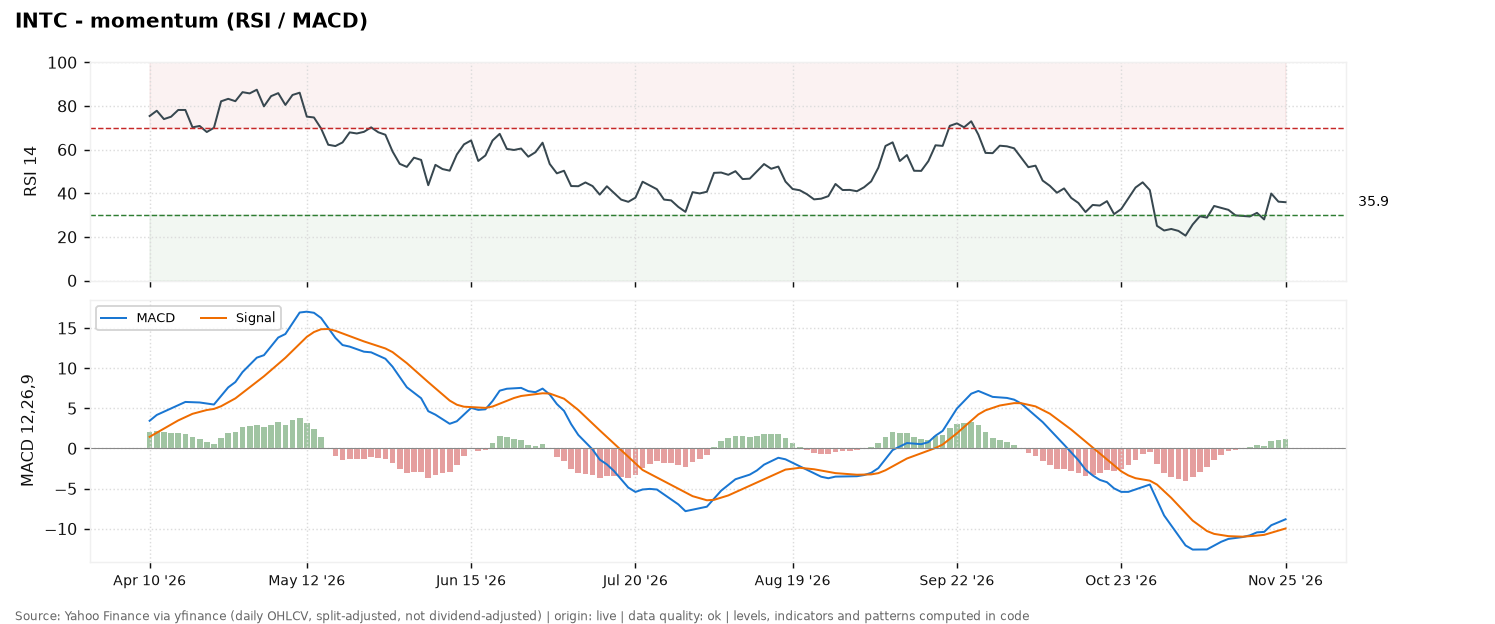 INTC - momentum (RSI / MACD)
100
80
60
40
20
0
RSI 14
35.9
MACD
Signal
15
10
5
0
−5
−10
MACD 12,26,9
Apr 10 '26
May 12 '26
Jun 15 '26
Jul 20 '26
Aug 19 '26
Sep 22 '26
Oct 23 '26
Nov 25 '26
Source: Yahoo Finance via yfinance (daily OHLCV, split-adjusted, not dividend-adjusted) | origin: live | data quality: ok | levels, indicators and patterns computed in code